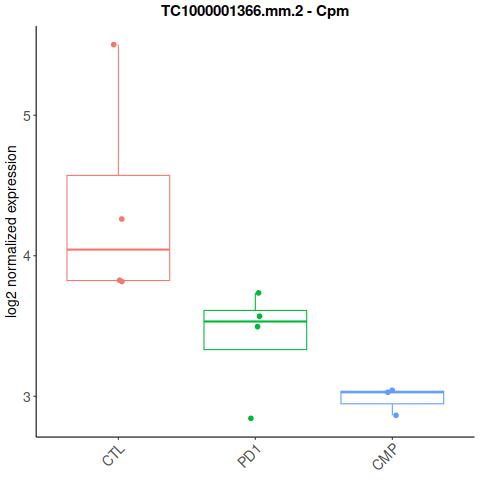 TC1000001366.mm.2 - Cpm
log2 normalized expression
5
4
3
CTL
PD1
CMP